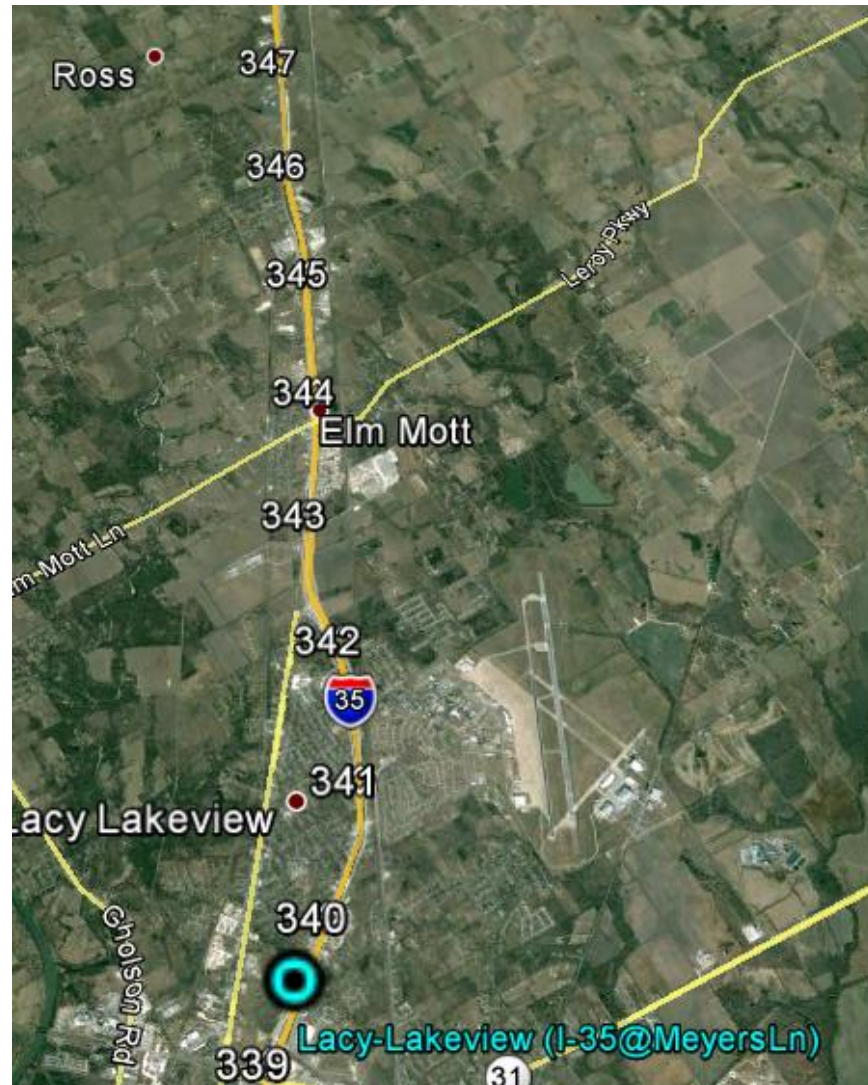 347
Ross
346
Leroy Pkwy
345
344
Elm Mott
343
m Mott Ln
342
35
341
Lacy Lakeview
340
Gholson Rd
Lacy-Lakeview (I-35@MeyersLn)
339
31